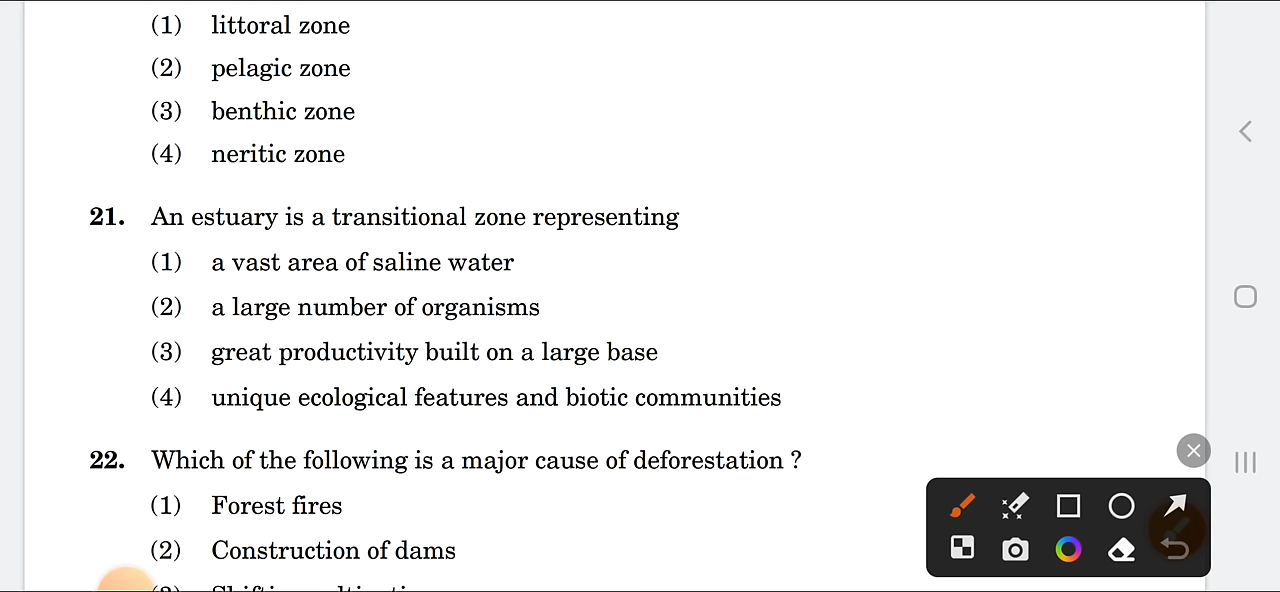 (1) littoral zone
(2) pelagic zone
(3) benthic zone
(4) neritic zone
21. An estuary is a transitional zone representing
(1) a vast area of saline water
(2) a large number of organisms
(3) great productivity built on a large base
(4) unique ecological features and biotic communities
22. Which of the following is a major cause of deforestation ?
(1) Forest fires
(2) Construction of dams